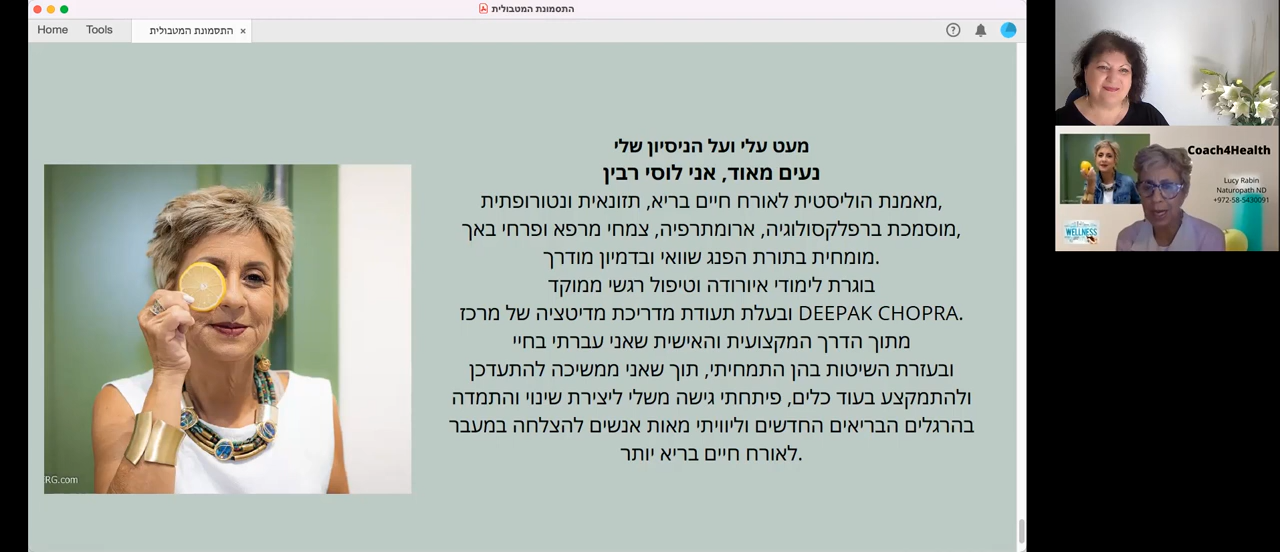 התסמונת המטבולית
Home Tools התסמונת המטבולית ×
מעט עלי ועל הניסיון שלי
נעים מאוד, אני לוסי רבין
מאמנת הוליסטית לאורח חיים בריא, תזונאית ונטורופתית,
מוסמכת ברפלקסולוגיה, ארומתרפיה, צמחי מרפא ופרחי באך,
מומחית בתורת הפנג שוואי ובדמיון מודרך.
בוגרת לימודי איורודה וטיפול רגשי ממוקד
ובעלת תעודת מדריכת מדיטציה של מרכז DEEPAK CHOPRA.
מתוך הדרך המקצועית והאישית שאני עברתי בחיי
ובעזרת השיטות בהן התמחיתי, תוך שאני ממשיכה להתעדכן
ולהתמקצע בעוד כלים, פיתחתי גישה משלי ליצירת שינוי והתמדה
בהרגלים הבריאים החדשים וליוויתי מאות אנשים להצלחה במעבר
לאורח חיים בריא יותר.
RG.com
Coach4Health
Lucy Rabin
Naturopath ND
+972-58-5430091
WELLNESS